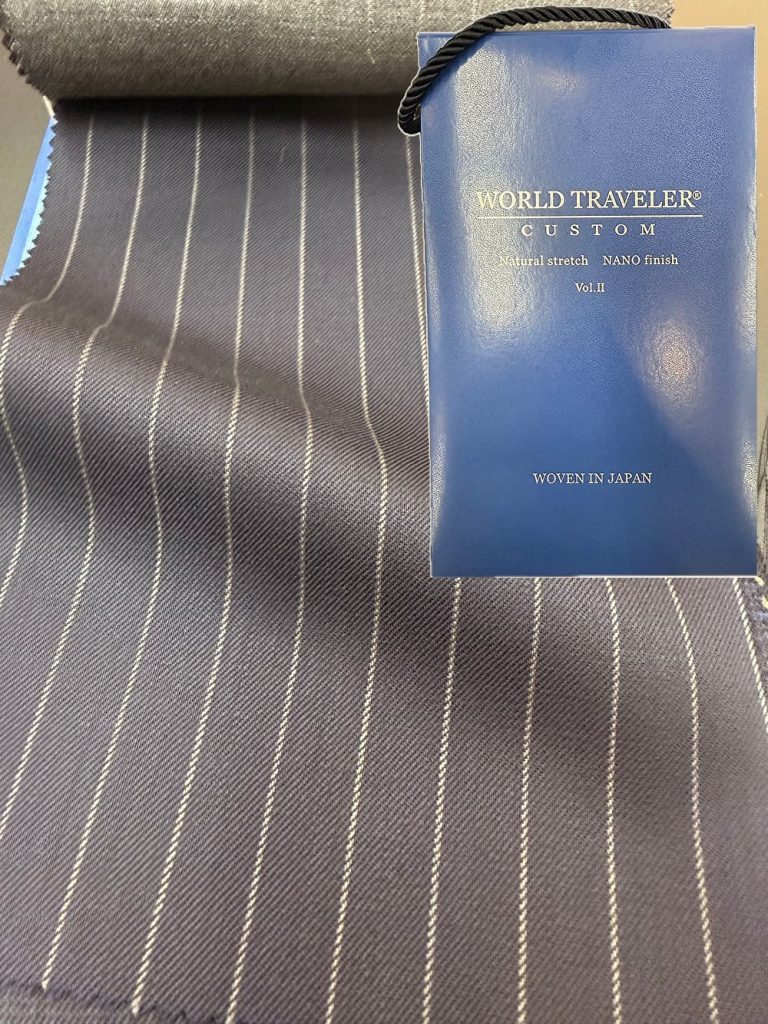 WORLD TRAVELER®
CUSTOM
Natural stretch NANO finish
Vol.II
WOVEN IN JAPAN